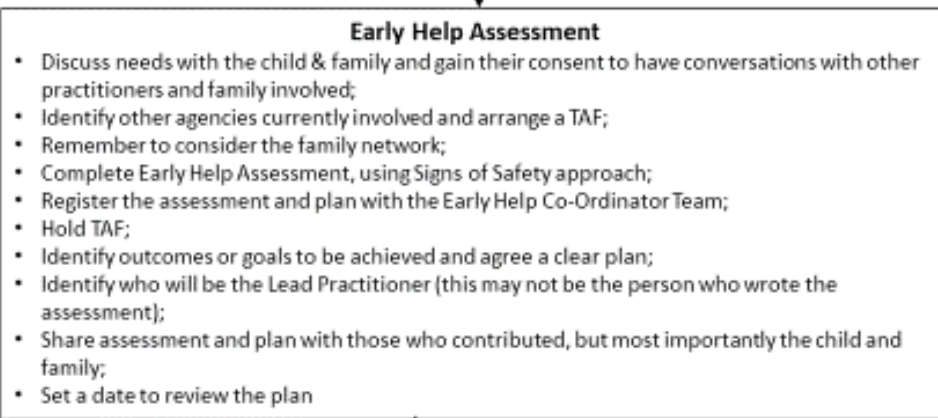 Early Help Assessment
• Discuss needs with the child & family and gain their consent to have conversations with other
practitioners and family involved;
• Identify other agencies currently involved and arrange a TAF;
• Remember to consider the family network;
• Complete Early Help Assessment, using Signs of Safety approach;
• Register the assessment and plan with the Early Help Co-Ordinator Team;
• Hold TAF;
• Identify outcomes or goals to be achieved and agree a clear plan;
• Identify who will be the Lead Practitioner (this may not be the person who wrote the
assessment);
• Share assessment and plan with those who contributed, but most importantly the child and
family;
• Set a date to review the plan